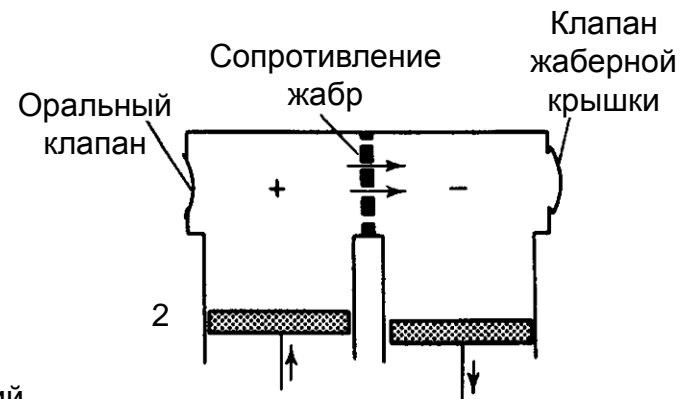 Клапан
жаберной
крышки
Сопротивление
жабр
Оральный
клапан
+
−
2